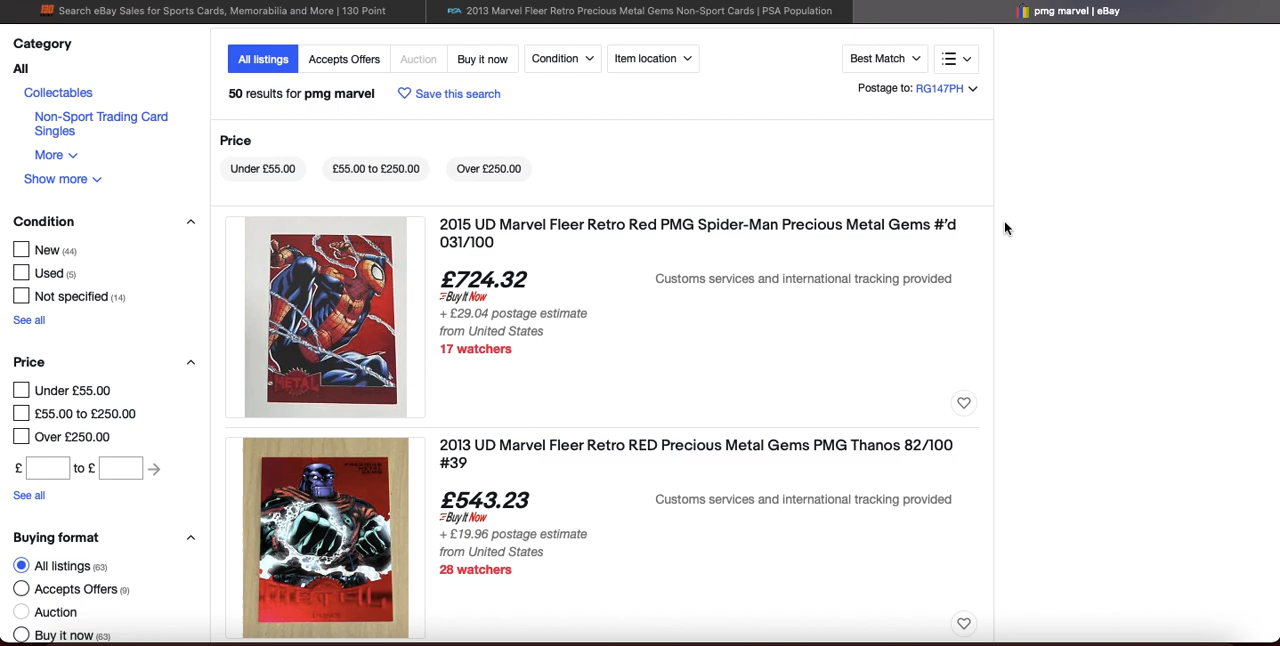 Search eBay Sales for Sports Cards, Memorabilia and More | 130 Point
PSA 2013 Marvel Fleer Retro Precious Metal Gems Non-Sport Cards | PSA Population
pmg marvel | eBay
Category
All
Collectables
Non-Sport Trading Card
Singles
More
Show more
Condition
New (44)
Used (5)
Not specified (14)
See all
Price
Under £55.00
£55.00 to £250.00
Over £250.00
£ to £
See all
Buying format
All listings (63)
Accepts Offers (9)
Auction
Buy it now (63)
All listings
Accepts Offers
Auction
Buy it now
Condition
Item location
Best Match
50 results for pmg marvel
Save this search
Postage to: RG147PH
Price
Under £55.00
£55.00 to £250.00
Over £250.00
2015 UD Marvel Fleer Retro Red PMG Spider-Man Precious Metal Gems #'d
031/100
£724.32
Buy It Now
+ £29.04 postage estimate
from United States
17 watchers
Customs services and international tracking provided
METAL
2013 UD Marvel Fleer Retro RED Precious Metal Gems PMG Thanos 82/100
#39
£543.23
Buy It Now
+ £19.96 postage estimate
from United States
28 watchers
Customs services and international tracking provided
PRECIOUS
METAL
GEMS
METAL